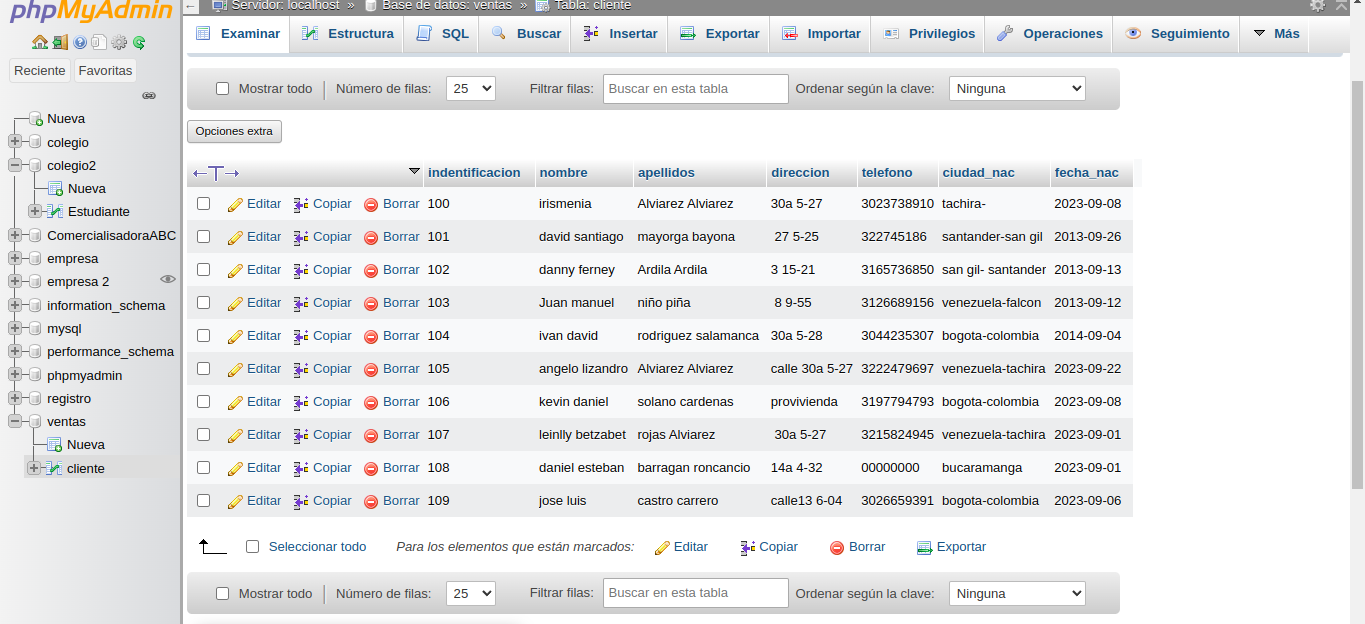 phpMyAdmin
Reciente Favoritas
Nueva
colegio
colegio2
Nueva
Estudiante
ComercialisadoraABC
empresa
empresa 2
information_schema
mysql
performance_schema
phpmyadmin
registro
ventas
Nueva
cliente
Servidor: localhost » Base de datos: ventas » Tabla: cliente
Examinar Estructura SQL Buscar Insertar Exportar Importar Privilegios Operaciones Seguimiento Más
Mostrar todo Número de filas: 25 Filtrar filas: Buscar en esta tabla Ordenar según la clave: Ninguna
Opciones extra
indentificacion nombre apellidos direccion telefono ciudad_nac fecha_nac
Editar Copiar Borrar 100 irismenia Alviarez Alviarez 30a 5-27 3023738910 tachira- 2023-09-08
Editar Copiar Borrar 101 david santiago mayorga bayona 27 5-25 322745186 santander-san gil 2013-09-26
Editar Copiar Borrar 102 danny ferney Ardila Ardila 3 15-21 3165736850 san gil- santander 2013-09-13
Editar Copiar Borrar 103 Juan manuel niño piña 8 9-55 3126689156 venezuela-falcon 2013-09-12
Editar Copiar Borrar 104 ivan david rodriguez salamanca 30a 5-28 3044235307 bogota-colombia 2014-09-04
Editar Copiar Borrar 105 angelo lizandro Alviarez Alviarez calle 30a 5-27 3222479697 venezuela-tachira 2023-09-22
Editar Copiar Borrar 106 kevin daniel solano cardenas provivienda 3197794793 bogota-colombia 2023-09-08
Editar Copiar Borrar 107 leinlly betzabet rojas Alviarez 30a 5-27 3215824945 venezuela-tachira 2023-09-01
Editar Copiar Borrar 108 daniel esteban barragan roncancio 14a 4-32 00000000 bucaramanga 2023-09-01
Editar Copiar Borrar 109 jose luis castro carrero calle13 6-04 3026659391 bogota-colombia 2023-09-06
Seleccionar todo Para los elementos que están marcados: Editar Copiar Borrar Exportar
Mostrar todo Número de filas: 25 Filtrar filas: Buscar en esta tabla Ordenar según la clave: Ninguna